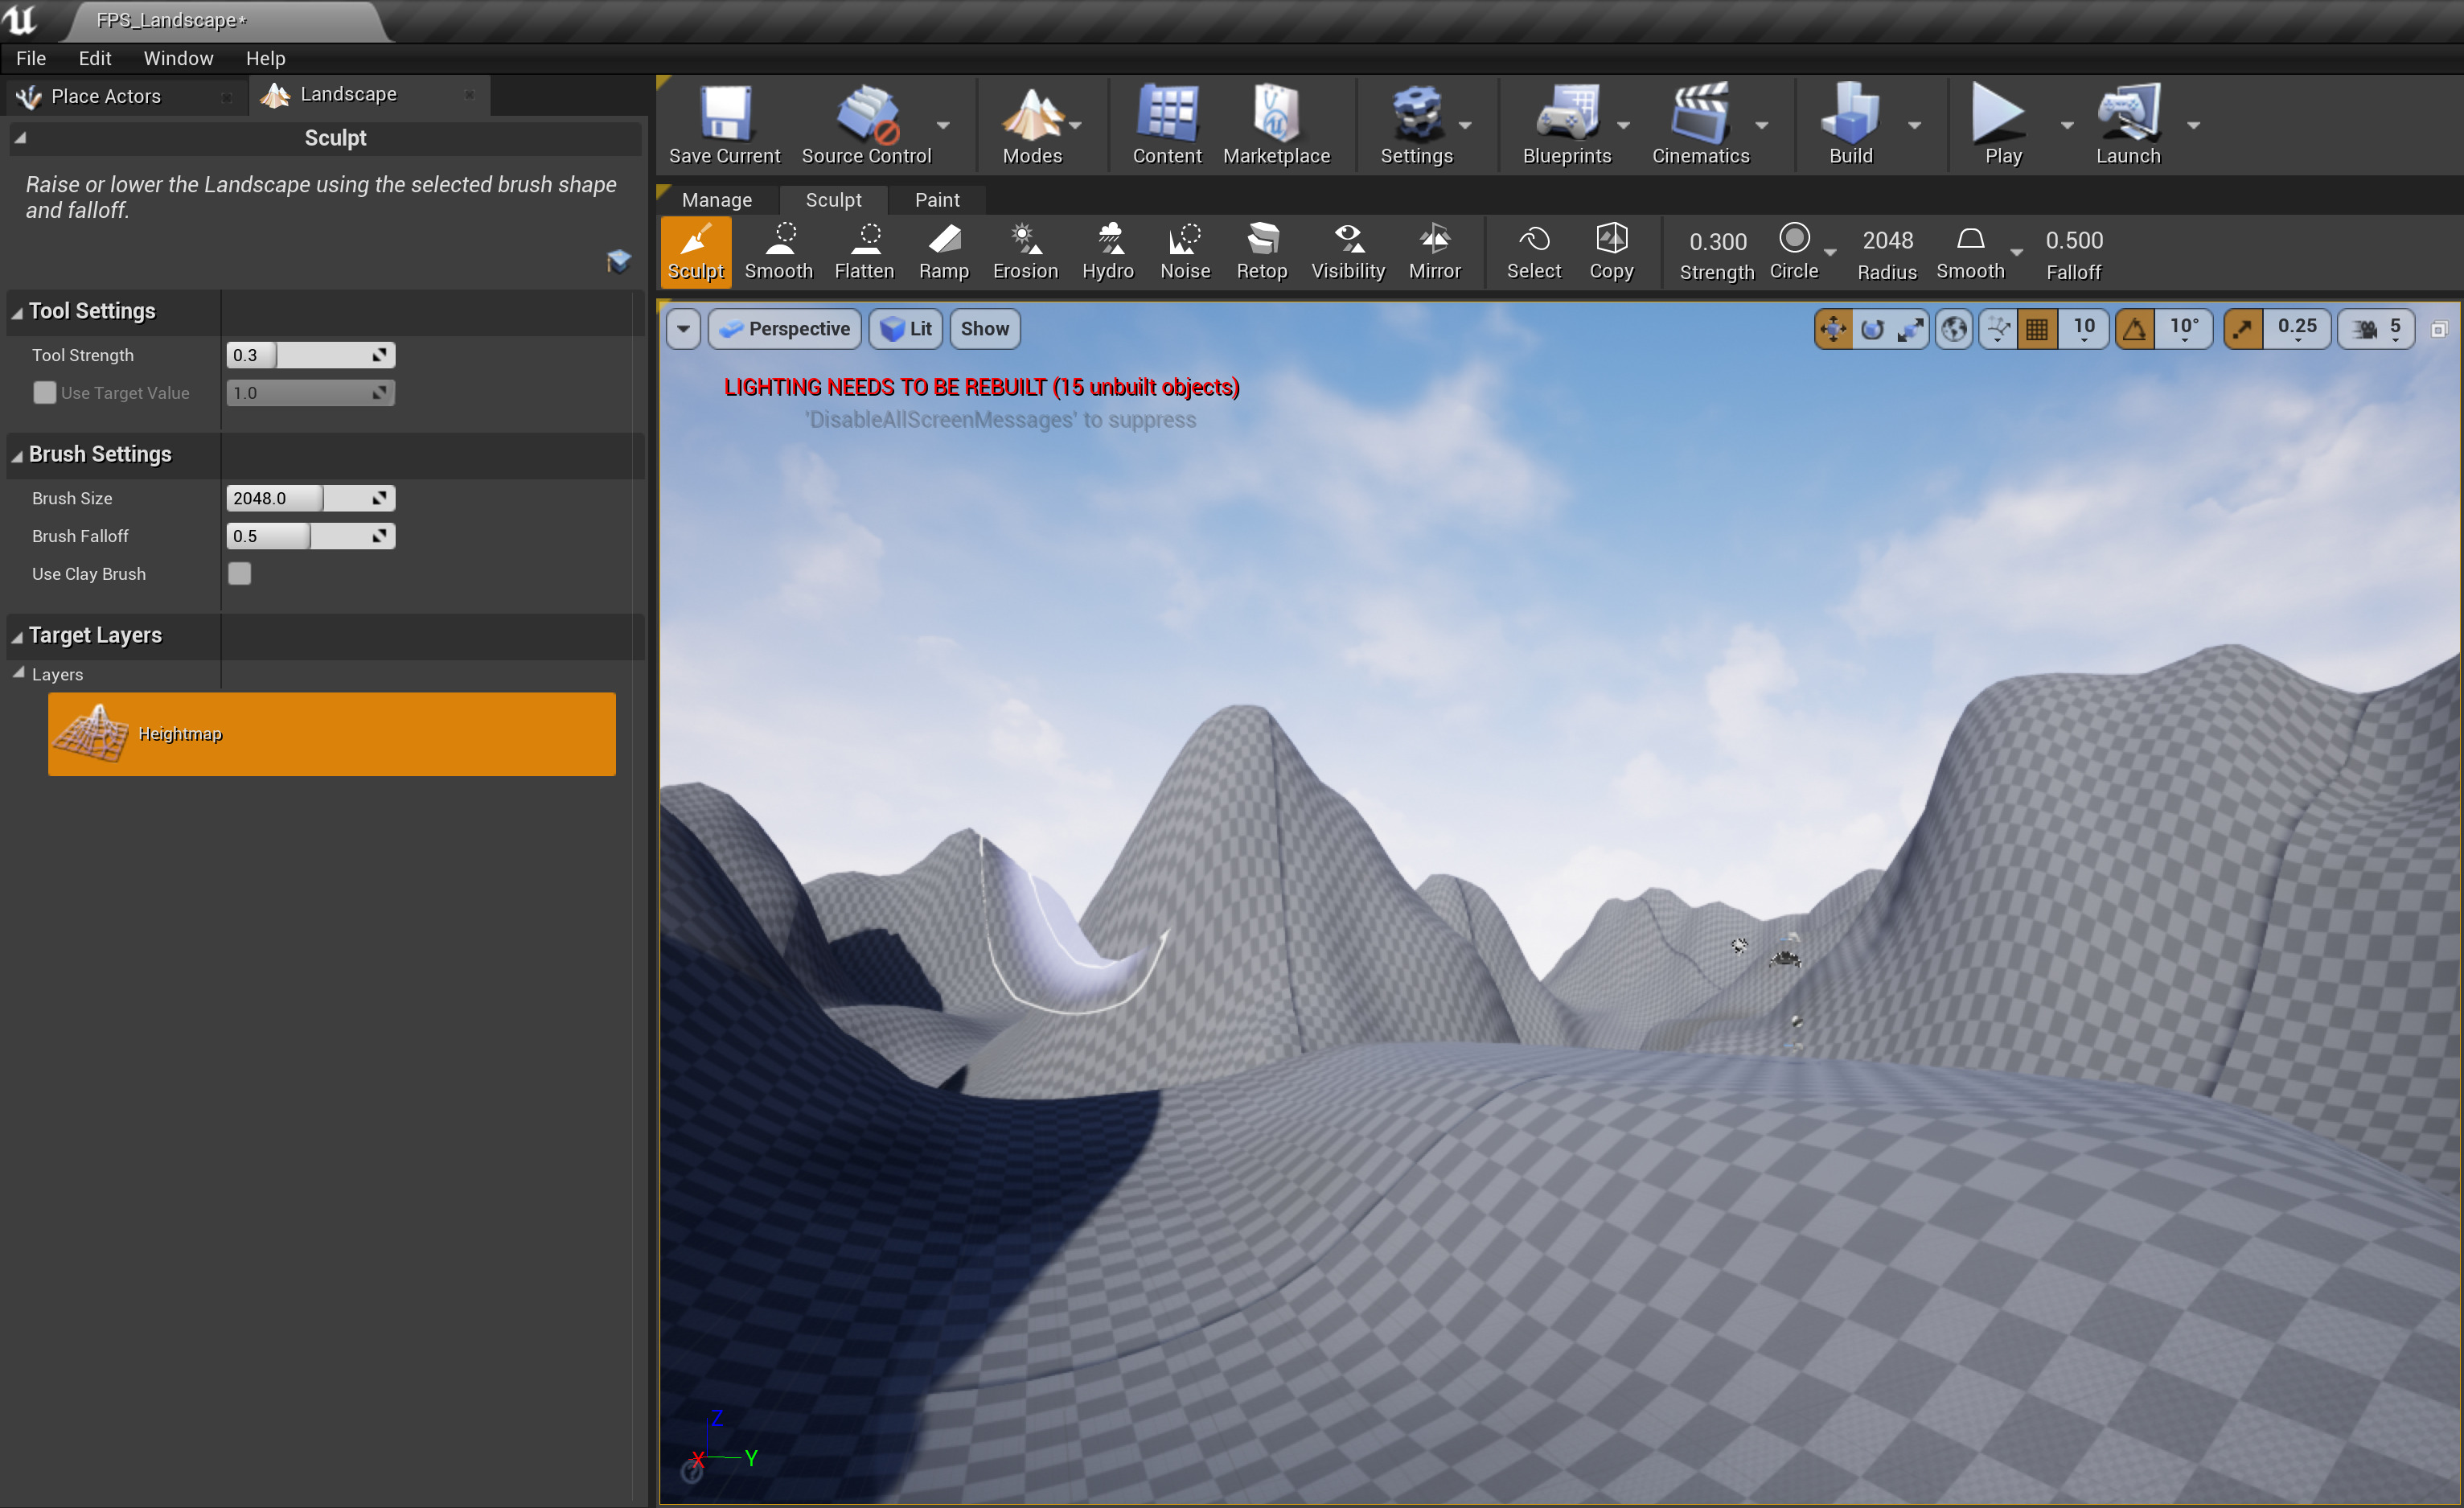 FPS_Landscape*
File Edit Window Help
Place Actors Landscape
Sculpt
Raise or lower the Landscape using the selected brush shape
and falloff.
Tool Settings
Tool Strength 0.3
Use Target Value 1.0
Brush Settings
Brush Size 2048.0
Brush Falloff 0.5
Use Clay Brush
Target Layers
Layers
Heightmap
Save Current Source Control Modes Content Marketplace Settings Blueprints Cinematics Build Play Launch
Manage Sculpt Paint
0.300 2048 0.500
Sculpt Smooth Flatten Ramp Erosion Hydro Noise Retop Visibility Mirror Select Copy Strength Circle Radius Smooth Falloff
Perspective Lit Show 10 10° 0.25 5
LIGHTING NEEDS TO BE REBUILT (15 unbuilt objects)
'DisableAllScreenMessages' to suppress
Z
X Y